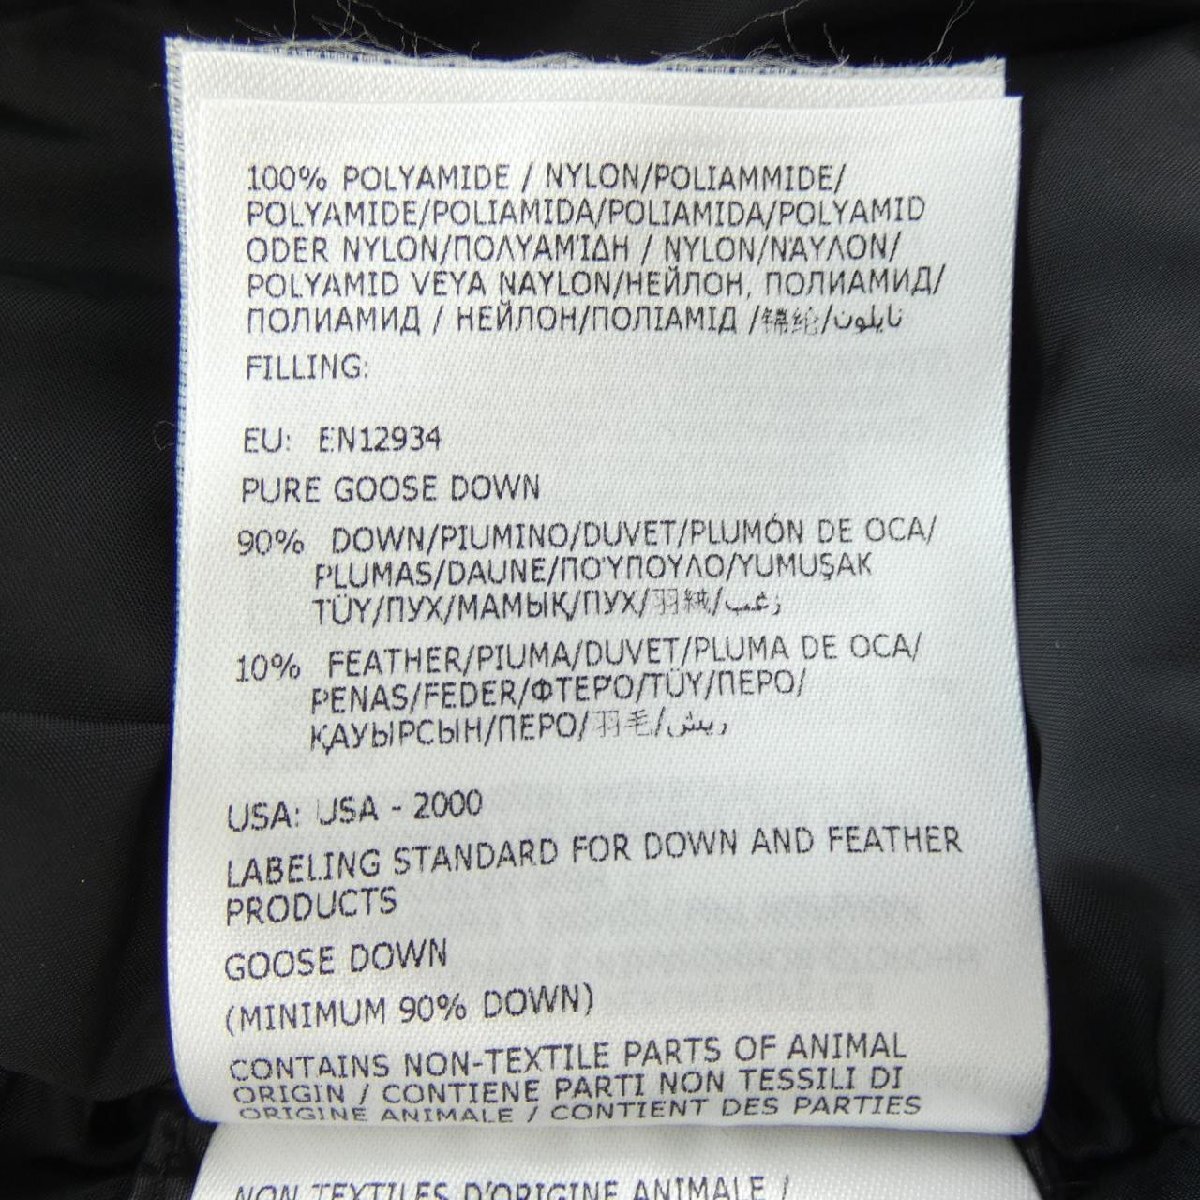 100% POLYAMIDE / NYLON/POLIAMMIDE/
POLYAMIDE/POLIAMIDA/POLIAMIDA/POLYAMID
ODER NYLON/ΠΟΛΥΑΜΊΔΗ / NYLON/ΝΆΥΛΟΝ/
POLYAMID VEYA NAYLON/НЕЙЛОН, ПОЛИАМИД/
ПОЛИАМИД / НЕЙЛОН/ПОЛІАМІД /锦纶/نايلون
FILLING:
EU: EN12934
PURE GOOSE DOWN
90% DOWN/PIUMINO/DUVET/PLUMÓN DE OCA/
PLUMAS/DAUNE/ΠΟΎΠΟΥΛΟ/YUMUŞAK
TÜY/ПУХ/МАМЫҚ/ПУХ/羽绒/زغب
10% FEATHER/PIUMA/DUVET/PLUMA DE OCA/
PENAS/FEDER/ΦΤΕΡΌ/TÜY/ПЕРО/
ҚАУЫРСЫН/ПЕРО/羽毛/ريش
USA: USA - 2000
LABELING STANDARD FOR DOWN AND FEATHER
PRODUCTS
GOOSE DOWN
(MINIMUM 90% DOWN)
CONTAINS NON-TEXTILE PARTS OF ANIMAL
ORIGIN / CONTIENE PARTI NON TESSILI DI
ORIGINE ANIMALE / CONTIENT DES PARTIES
NON TEXTILES D'ORIGINE ANIMALE /